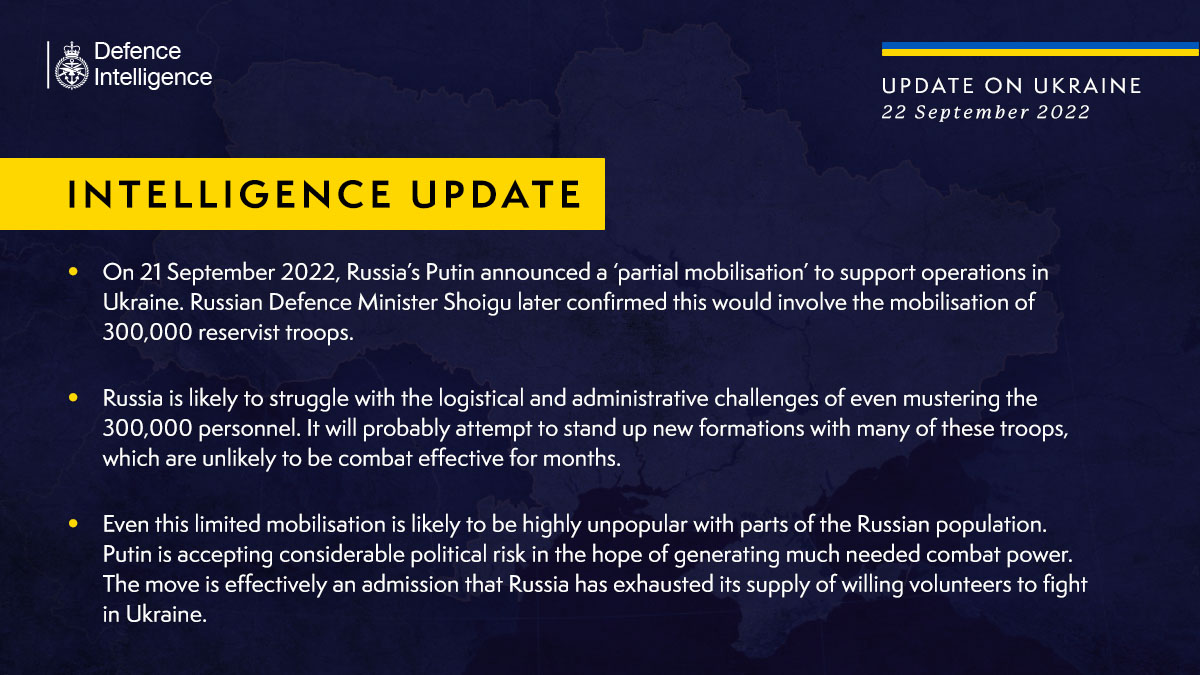 Defence
Intelligence
UPDATE ON UKRAINE
22 September 2022
INTELLIGENCE UPDATE
• On 21 September 2022, Russia’s Putin announced a ‘partial mobilisation’ to support operations in
Ukraine. Russian Defence Minister Shoigu later confirmed this would involve the mobilisation of
300,000 reservist troops.
• Russia is likely to struggle with the logistical and administrative challenges of even mustering the
300,000 personnel. It will probably attempt to stand up new formations with many of these troops,
which are unlikely to be combat effective for months.
• Even this limited mobilisation is likely to be highly unpopular with parts of the Russian population.
Putin is accepting considerable political risk in the hope of generating much needed combat power.
The move is effectively an admission that Russia has exhausted its supply of willing volunteers to fight
in Ukraine.